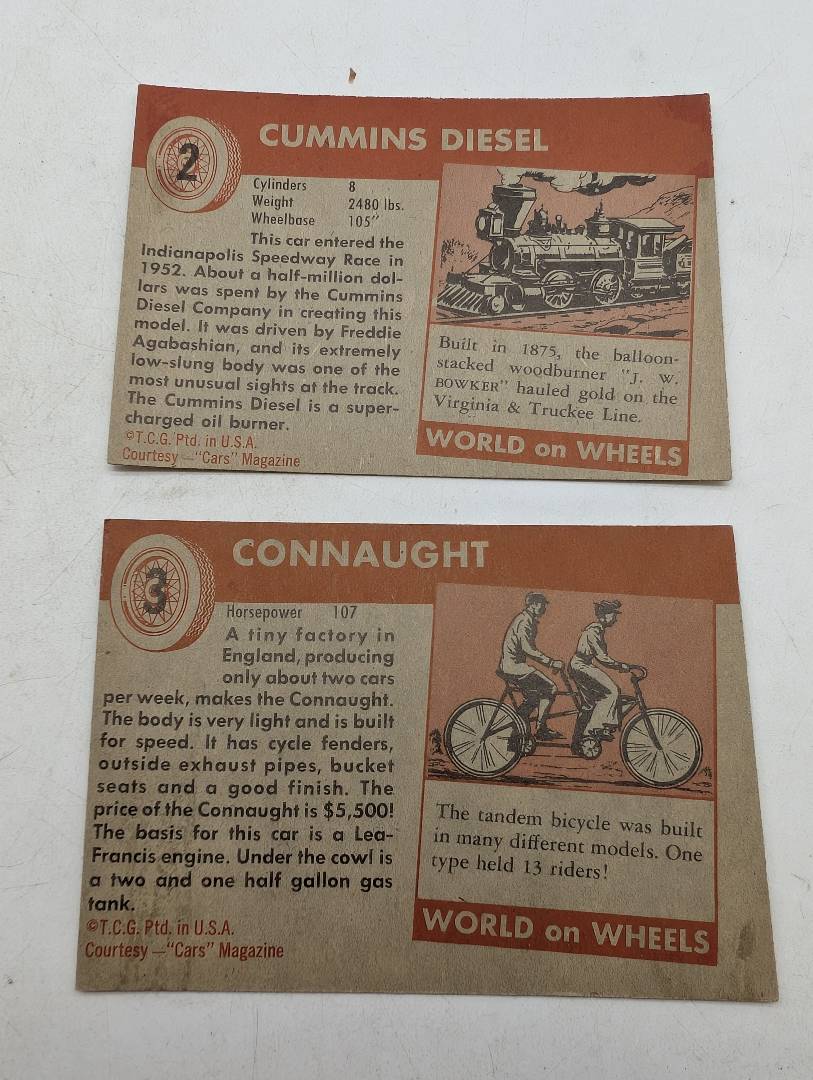 2
CUMMINS DIESEL
Cylinders 8
Weight 2480 lbs.
Wheelbase 105"
This car entered the
Indianapolis Speedway Race in
1952. About a half-million dol-
lars was spent by the Cummins
Diesel Company in creating this
model. It was driven by Freddie
Agabashian, and its extremely
low-slung body was one of the
most unusual sights at the track.
The Cummins Diesel is a super-
charged oil burner.
©T.C.G. Ptd. in U.S.A.
Courtesy—"Cars" Magazine
Built in 1875, the balloon-
stacked woodburner "J. W.
BOWKER" hauled gold on the
Virginia & Truckee Line.
WORLD on WHEELS
3
CONNAUGHT
Horsepower 107
A tiny factory in
England, producing
only about two cars
per week, makes the Connaught.
The body is very light and is built
for speed. It has cycle fenders,
outside exhaust pipes, bucket
seats and a good finish. The
price of the Connaught is $5,500!
The basis for this car is a Lea-
Francis engine. Under the cowl is
a two and one half gallon gas
tank.
©T.C.G. Ptd. in U.S.A.
Courtesy—"Cars" Magazine
The tandem bicycle was built
in many different models. One
type held 13 riders!
WORLD on WHEELS